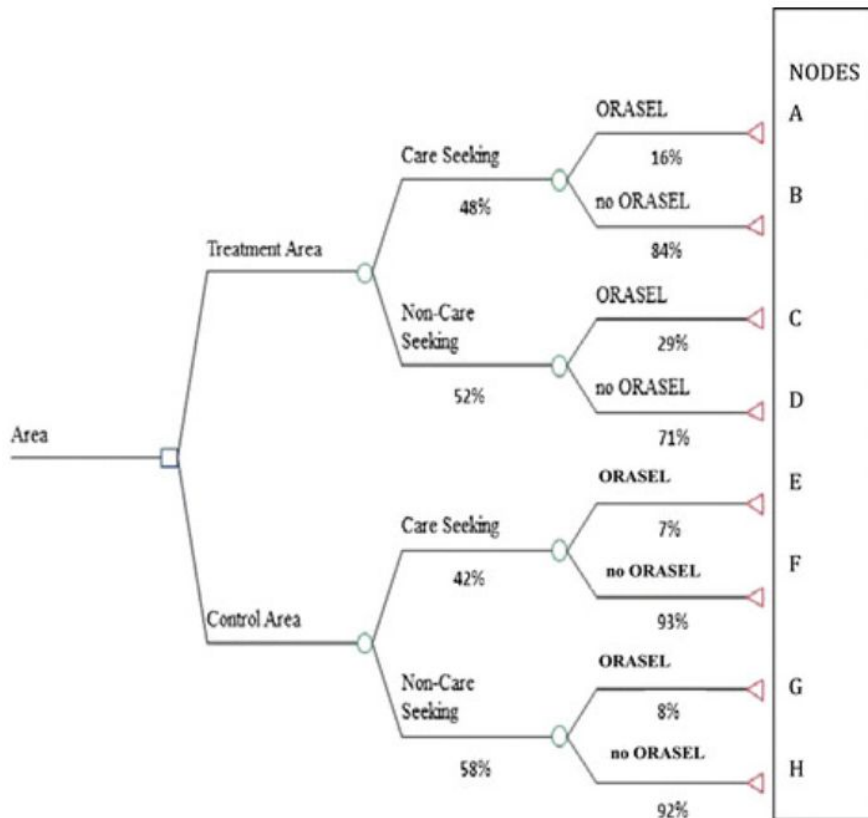 NODES
ORASEL
A
16%
Care Seeking
48%
no ORASEL
B
84%
Treatment Area
ORASEL
C
29%
Non-Care
Seeking
52%
no ORASEL
D
71%
Area
ORASEL
E
7%
Care Seeking
42%
no ORASEL
F
93%
Control Area
ORASEL
G
8%
Non-Care
Seeking
58%
no ORASEL
H
92%